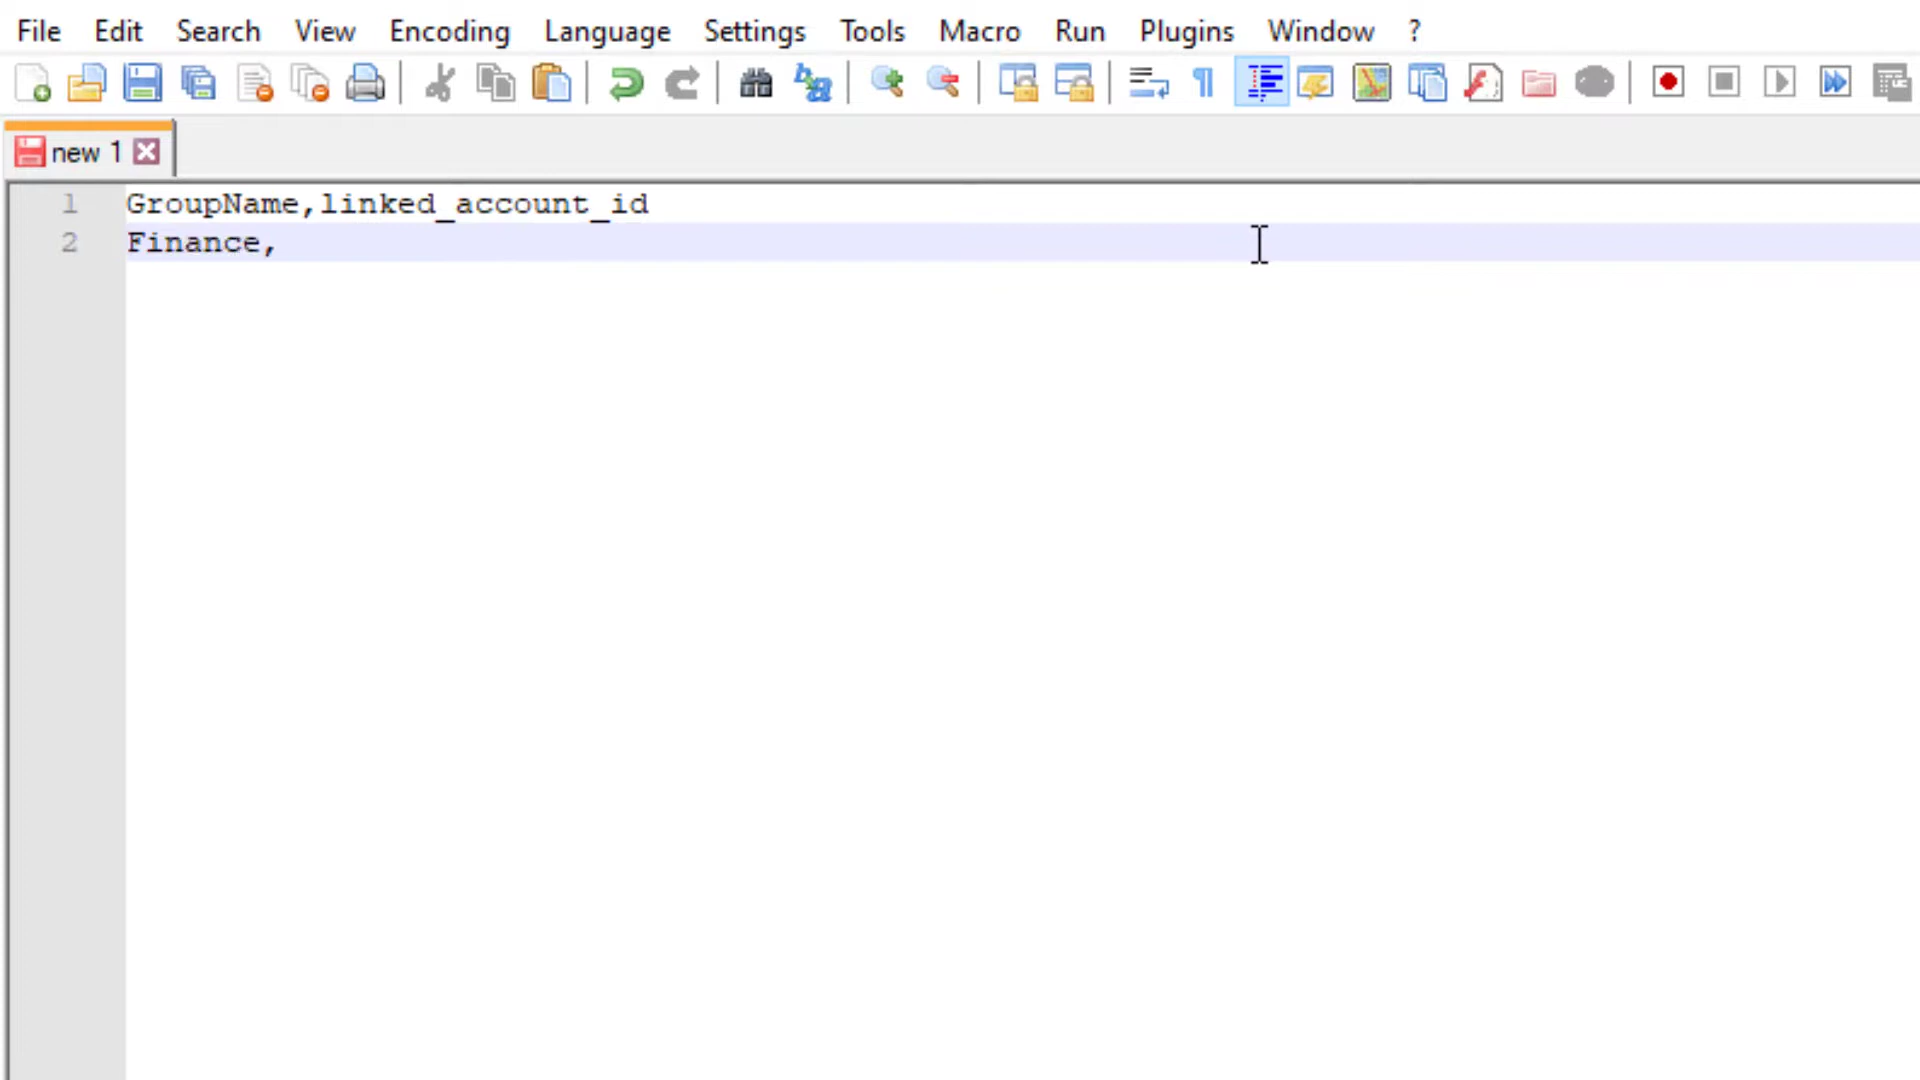 File Edit Search View Encoding Language Settings Tools Macro Run Plugins Window ?
new 1
1 GroupName,linked_account_id
2 Finance,